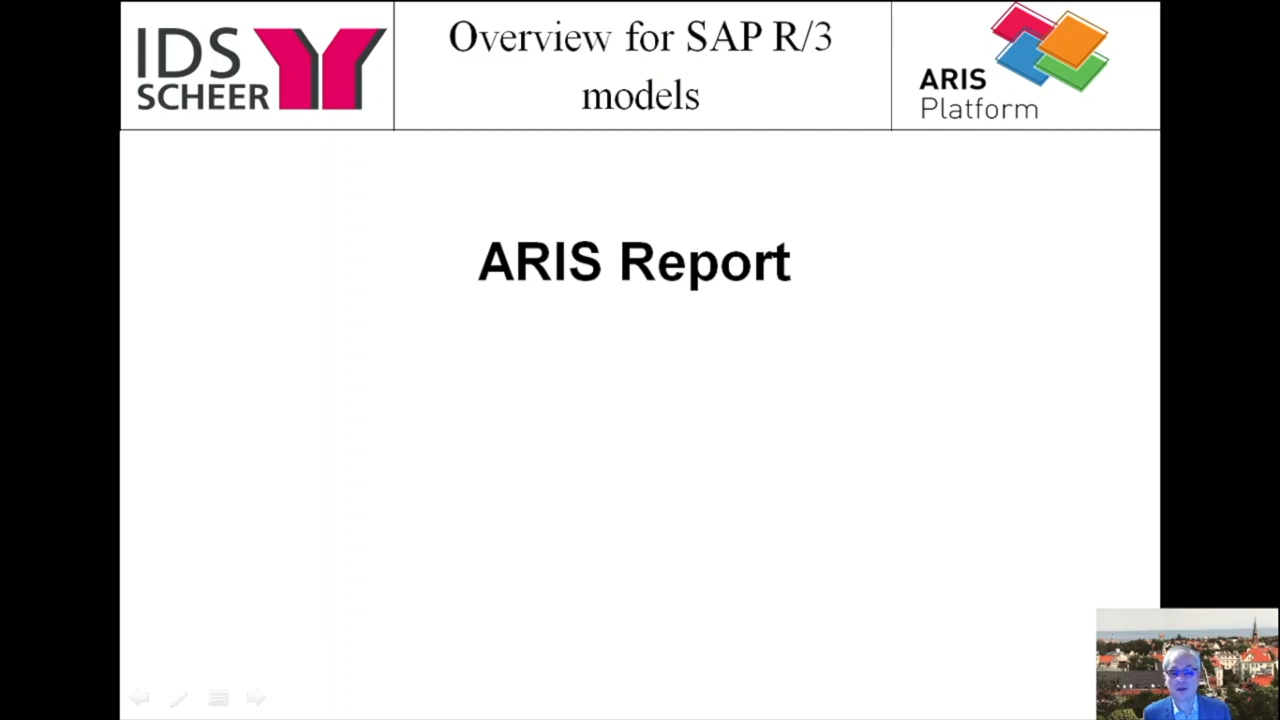 IDS
SCHEER
Overview for SAP R/3
models
ARIS
Platform
ARIS Report